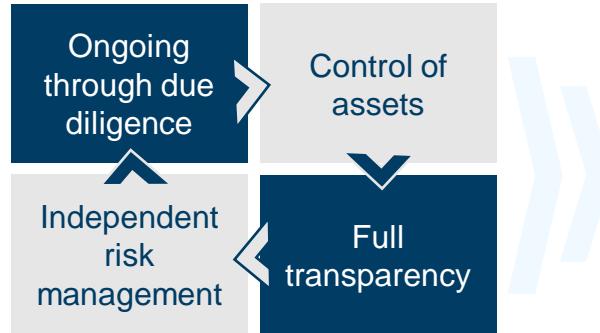 Ongoing
through due
diligence
Control of
assets
Independent
risk
management
Full
transparency